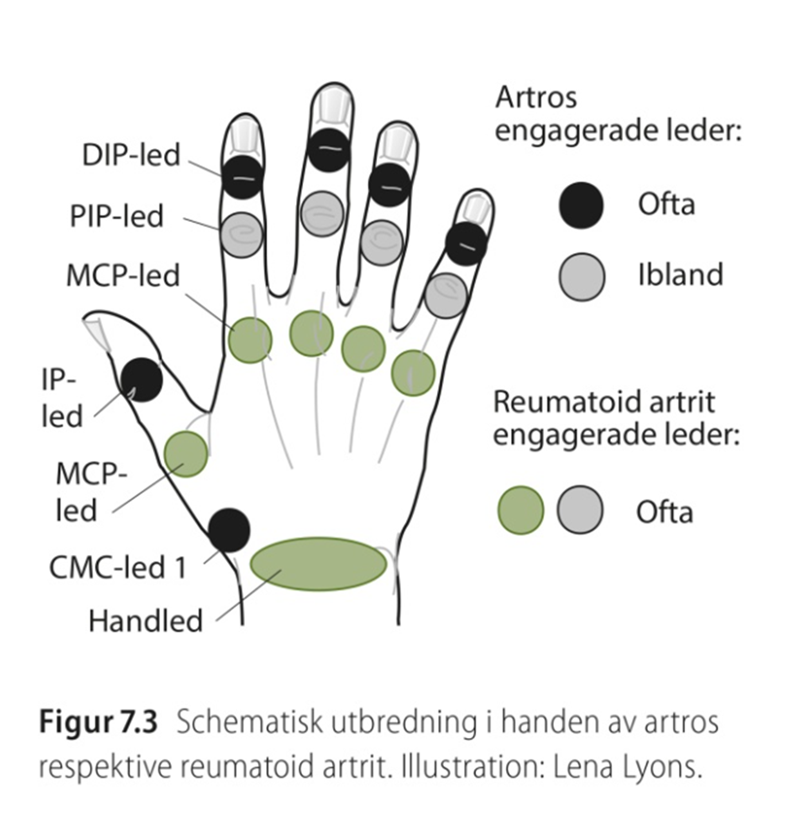 DIP-led
PIP-led
MCP-led
IP-
led
MCP-
led
CMC-led 1
Handled
Artros
engagerade leder:
Ofta
Ibland
Reumatoid artrit
engagerade leder:
Ofta
Figur 7.3 Schematisk utbredning i handen av artros
respektive reumatoid artrit. Illustration: Lena Lyons.